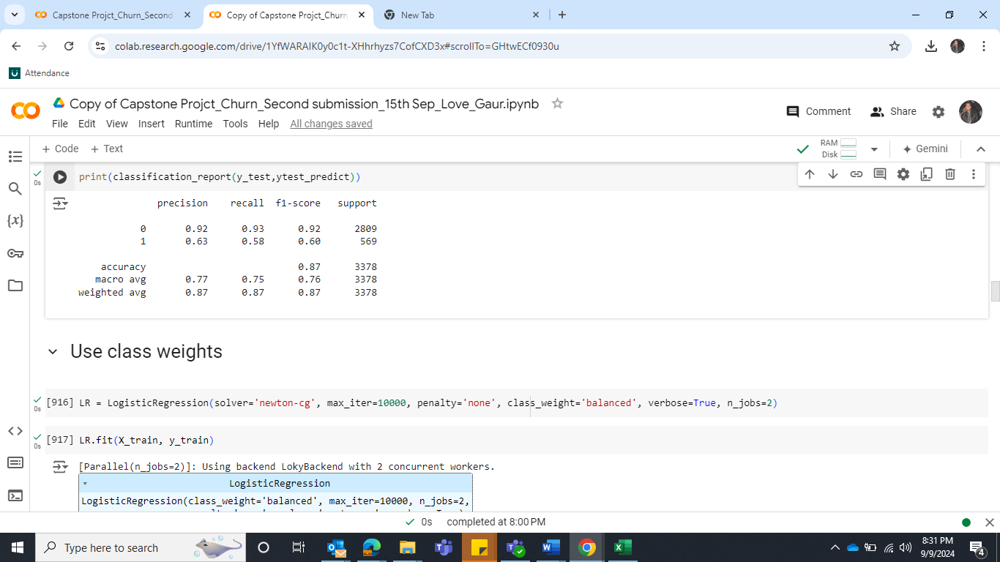 Capstone Projct_Churn_Second
Copy of Capstone Projct_Churn
New Tab
colab.research.google.com/drive/1YfWARAIK0y0c1t-XHhrhyzs7CofCXD3x#scrollTo=GHtwECf0930u
Attendance
Copy of Capstone Projct_Churn_Second submission_15th Sep_Love_Gaur.ipynb
Comment
Share
File Edit View Insert Runtime Tools Help All changes saved
+ Code + Text
RAM
Disk
Gemini
0s
print(classification_report(y_test,ytest_predict))
precision recall f1-score support
0 0.92 0.93 0.92 2809
1 0.63 0.58 0.60 569
accuracy 0.87 3378
macro avg 0.77 0.75 0.76 3378
weighted avg 0.87 0.87 0.87 3378
Use class weights
[916] LR = LogisticRegression(solver='newton-cg', max_iter=10000, penalty='none', class_weight='balanced', verbose=True, n_jobs=2)
0s
[917] LR.fit(X_train, y_train)
0s
[Parallel(n_jobs=2)]: Using backend LokyBackend with 2 concurrent workers.
LogisticRegression
LogisticRegression(class_weight='balanced', max_iter=10000, n_jobs=2,
0s completed at 8:00 PM
Type here to search
8:31 PM
9/9/2024
4